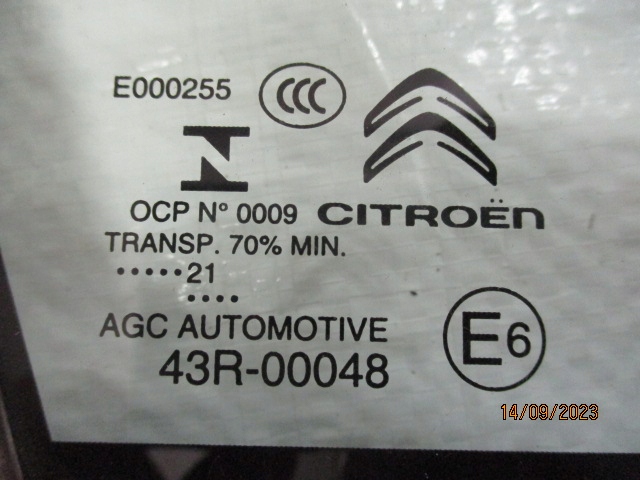 E000255 CCC
OCP N° 0009 CITROËN
TRANSP. 70% MIN.
.....21
....
AGC AUTOMOTIVE
43R-00048 E6
14/09/2023